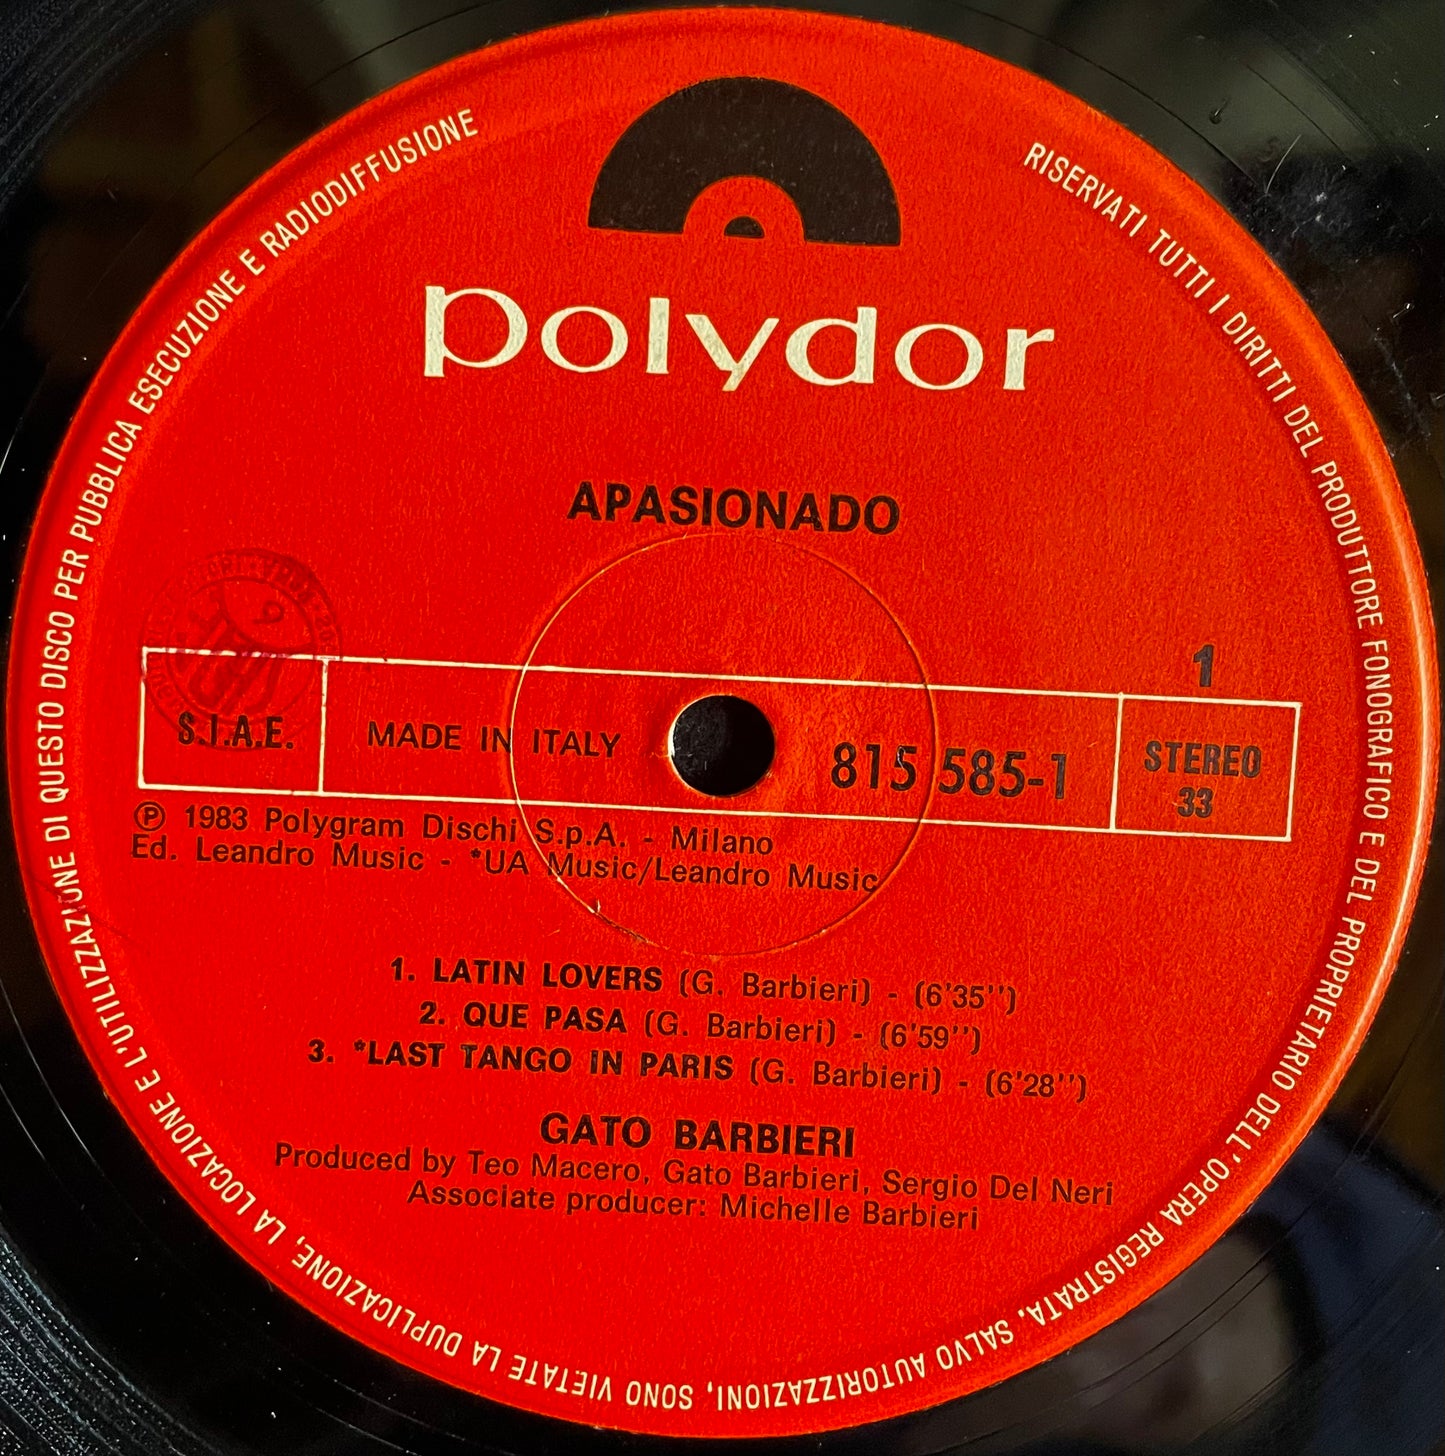 polydor
RISERVATI TUTTI I DIRITTI DEL PRODUTTORE FONOGRAFICO E DEL PROPRIETARIO DELL'OPERA REGISTRATA, SALVO AUTORIZZAZIONI, SONO VIETATE LA DUPLICAZIONE, LA LOCAZIONE E L'UTILIZZAZIONE DI QUESTO DISCO PER PUBBLICA ESECUZIONE E RADIODIFFUSIONE
APASIONADO
1
S.I.A.E.
MADE IN ITALY
815 585-1
STEREO
33
℗ 1983 Polygram Dischi S.p.A. - Milano
Ed. Leandro Music - *UA Music/Leandro Music
1. LATIN LOVERS (G. Barbieri) - (6'35'')
2. QUE PASA (G. Barbieri) - (6'59'')
3. *LAST TANGO IN PARIS (G. Barbieri) - (6'28'')
GATO BARBIERI
Produced by Teo Macero, Gato Barbieri, Sergio Del Neri
Associate producer: Michelle Barbieri